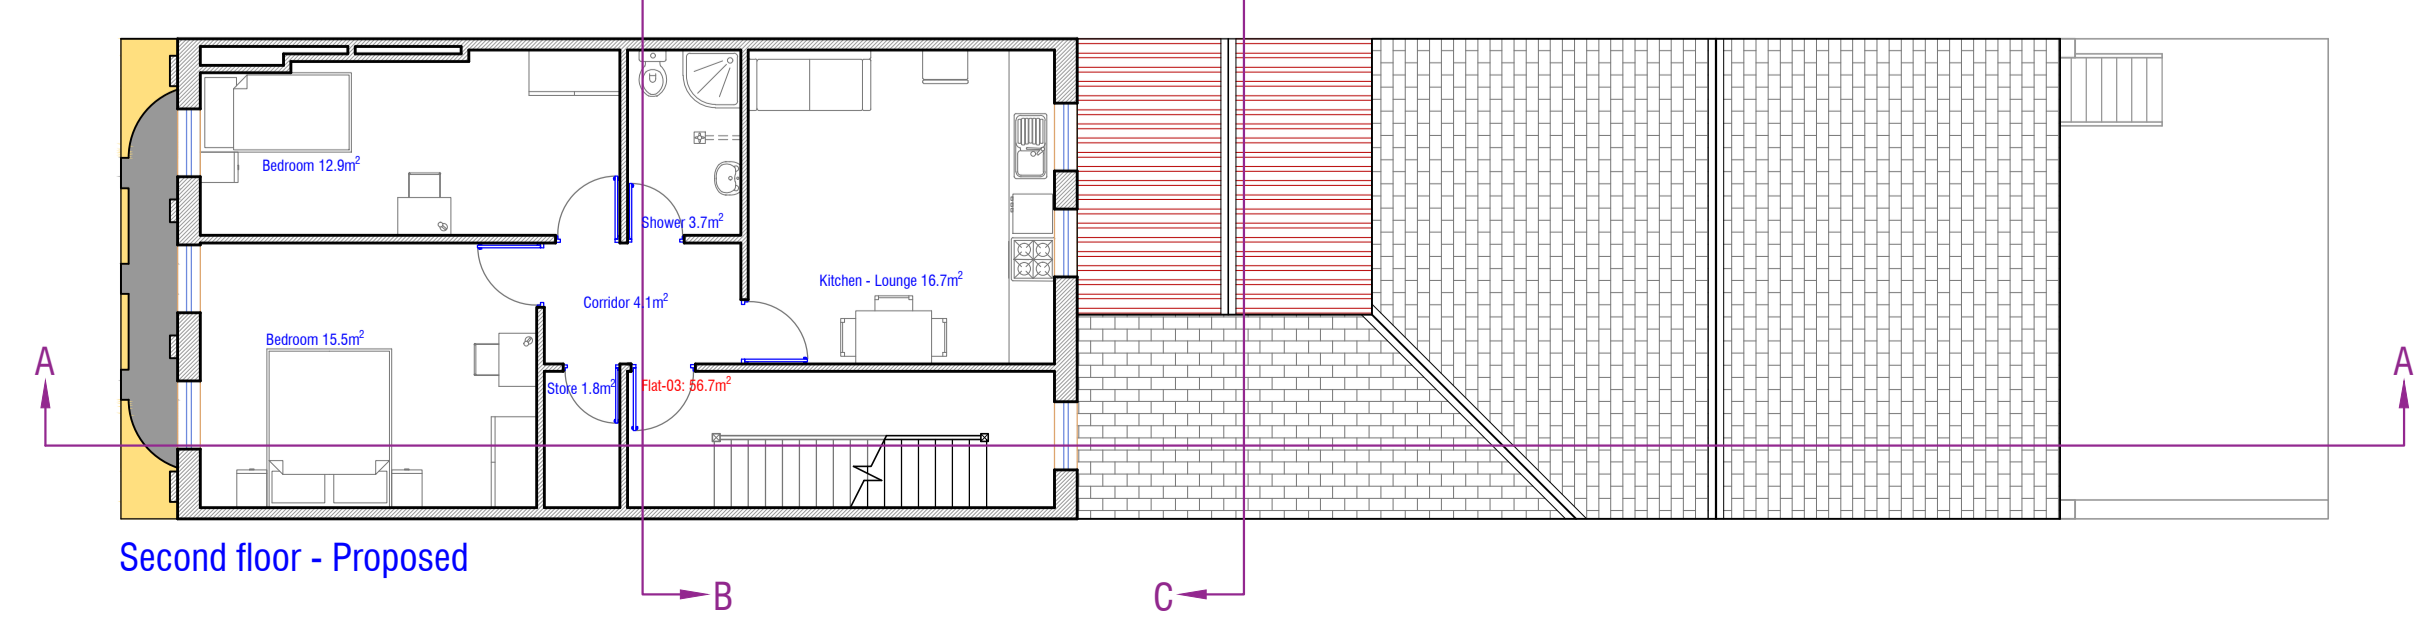 Bedroom 12.9m²
Shower 3.7m²
Kitchen - Lounge 16.7m²
Corridor 4.1m²
Bedroom 15.5m²
A
A
Store 1.8m²
Flat-03: 56.7m²
Second floor - Proposed
B
C